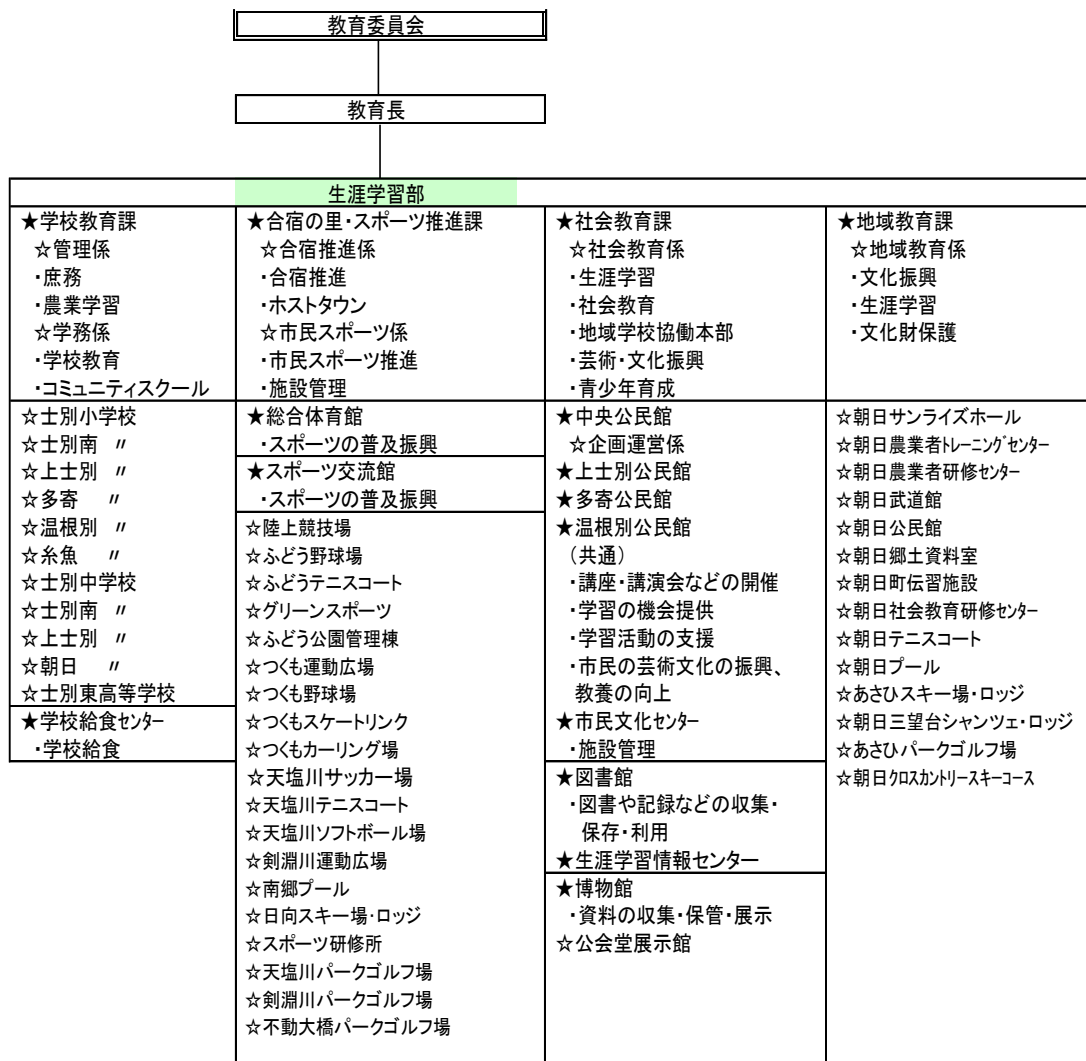 教育委員会
教育長
生涯学習部
★学校教育課
☆管理係
・庶務
・農業学習
☆学務係
・学校教育
・コミュニティスクール
☆士別小学校
☆士別南 〃
☆上士別 〃
☆多寄 〃
☆温根別 〃
☆糸魚 〃
☆士別中学校
☆士別南 〃
☆上士別 〃
☆朝日 〃
☆士別東高等学校
★学校給食センター
・学校給食
★合宿の里・スポーツ推進課
☆合宿推進係
・合宿推進
・ホストタウン
☆市民スポーツ係
・市民スポーツ推進
・施設管理
★総合体育館
・スポーツの普及振興
★スポーツ交流館
・スポーツの普及振興
☆陸上競技場
☆ふどう野球場
☆ふどうテニスコート
☆グリーンスポーツ
☆ふどう公園管理棟
☆つくも運動広場
☆つくも野球場
☆つくもスケートリンク
☆つくもカーリング場
☆天塩川サッカー場
☆天塩川テニスコート
☆天塩川ソフトボール場
☆剣淵川運動広場
☆南郷プール
☆日向スキー場・ロッジ
☆スポーツ研修所
☆天塩川パークゴルフ場
☆剣淵川パークゴルフ場
☆不動大橋パークゴルフ場
★社会教育課
☆社会教育係
・生涯学習
・社会教育
・地域学校協働本部
・芸術・文化振興
・青少年育成
★中央公民館
☆企画運営係
★上士別公民館
★多寄公民館
★温根別公民館
（共通）
・講座・講演会などの開催
・学習の機会提供
・学習活動の支援
・市民の芸術文化の振興、
教養の向上
★市民文化センター
・施設管理
★図書館
・図書や記録などの収集・
保存・利用
★生涯学習情報センター
★博物館
・資料の収集・保管・展示
☆公会堂展示館
★地域教育課
☆地域教育係
・文化振興
・生涯学習
・文化財保護
☆朝日サンライズホール
☆朝日農業者トレーニングセンター
☆朝日農業者研修センター
☆朝日武道館
☆朝日公民館
☆朝日郷土資料室
☆朝日町伝習施設
☆朝日社会教育研修センター
☆朝日テニスコート
☆朝日プール
☆あさひスキー場・ロッジ
☆朝日三望台シャンツェ・ロッジ
☆あさひパークゴルフ場
☆朝日クロスカントリースキーコース